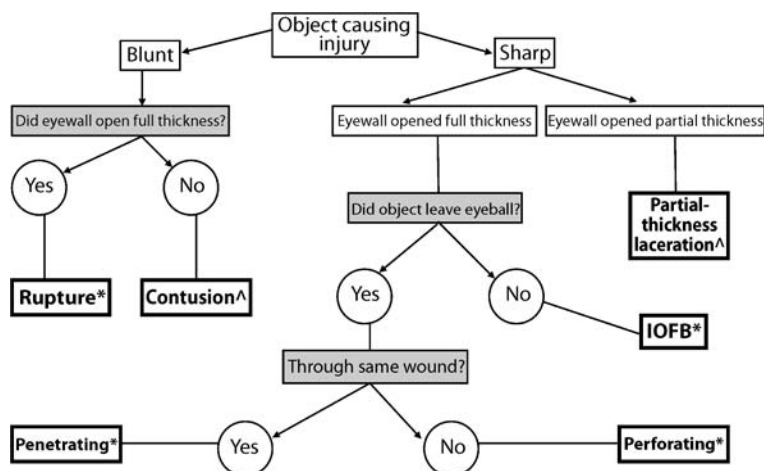 Object causing
injury
Blunt
Sharp
Did eyewall open full thickness?
Eyewall opened full thickness
Eyewall opened partial thickness
Yes
No
Did object leave eyeball?
Partial-
thickness
laceration^
Rupture*
Contusion^
Yes
No
IOFB*
Through same wound?
Penetrating*
Yes
No
Perforating*